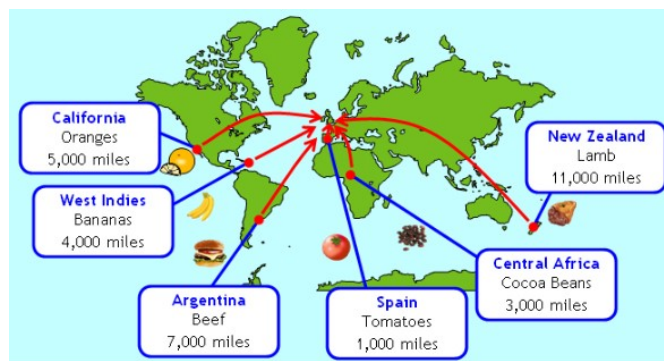 California
Oranges
5,000 miles
West Indies
Bananas
4,000 miles
Argentina
Beef
7,000 miles
Spain
Tomatoes
1,000 miles
Central Africa
Cocoa Beans
3,000 miles
New Zealand
Lamb
11,000 miles